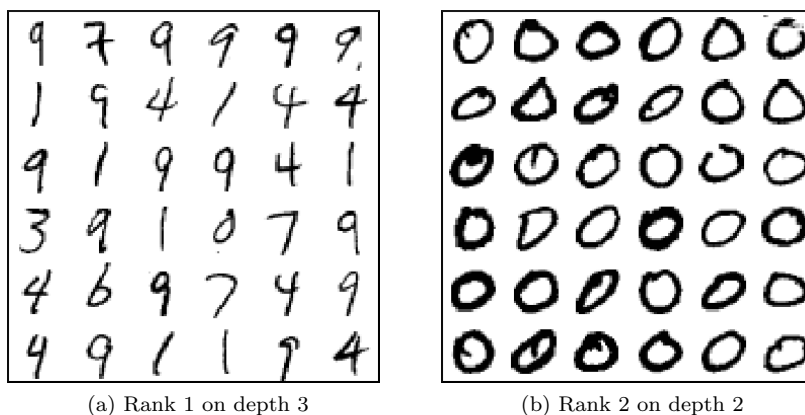 9 7 9 9 9 9
1 9 4 1 4 4
9 1 9 9 4 1
3 9 1 0 7 9
4 6 9 7 4 9
4 9 1 1 9 4
(a) Rank 1 on depth 3
0 0 0 0 0 0
0 0 0 0 0 0
0 0 0 0 0 0
0 0 0 0 0 0
0 0 0 0 0 0
0 0 0 0 0 0
(b) Rank 2 on depth 2